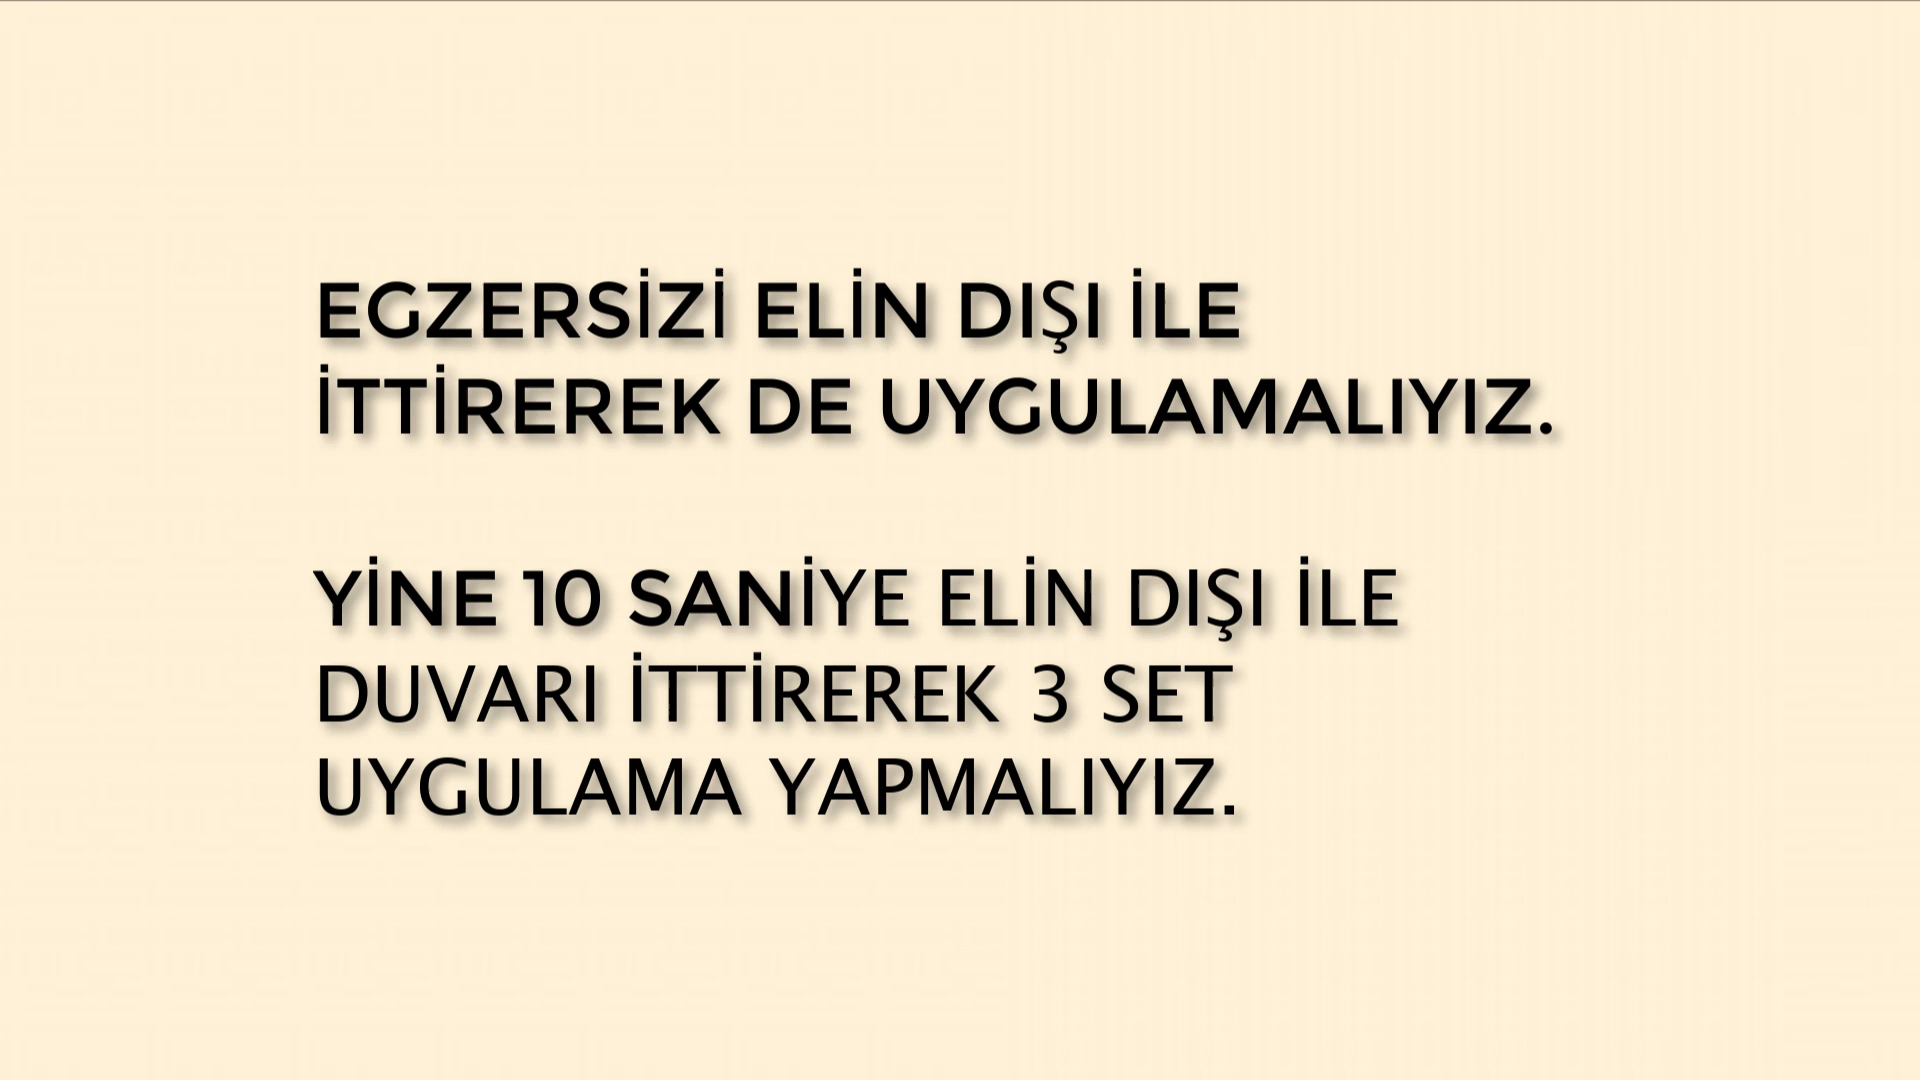 EGZERSİZİ ELİN DIŞI İLE
İTTİREREK DE UYGULAMALIYIZ.
YİNE 10 SANİYE ELİN DIŞI İLE
DUVARI İTTİREREK 3 SET
UYGULAMA YAPMALIYIZ.